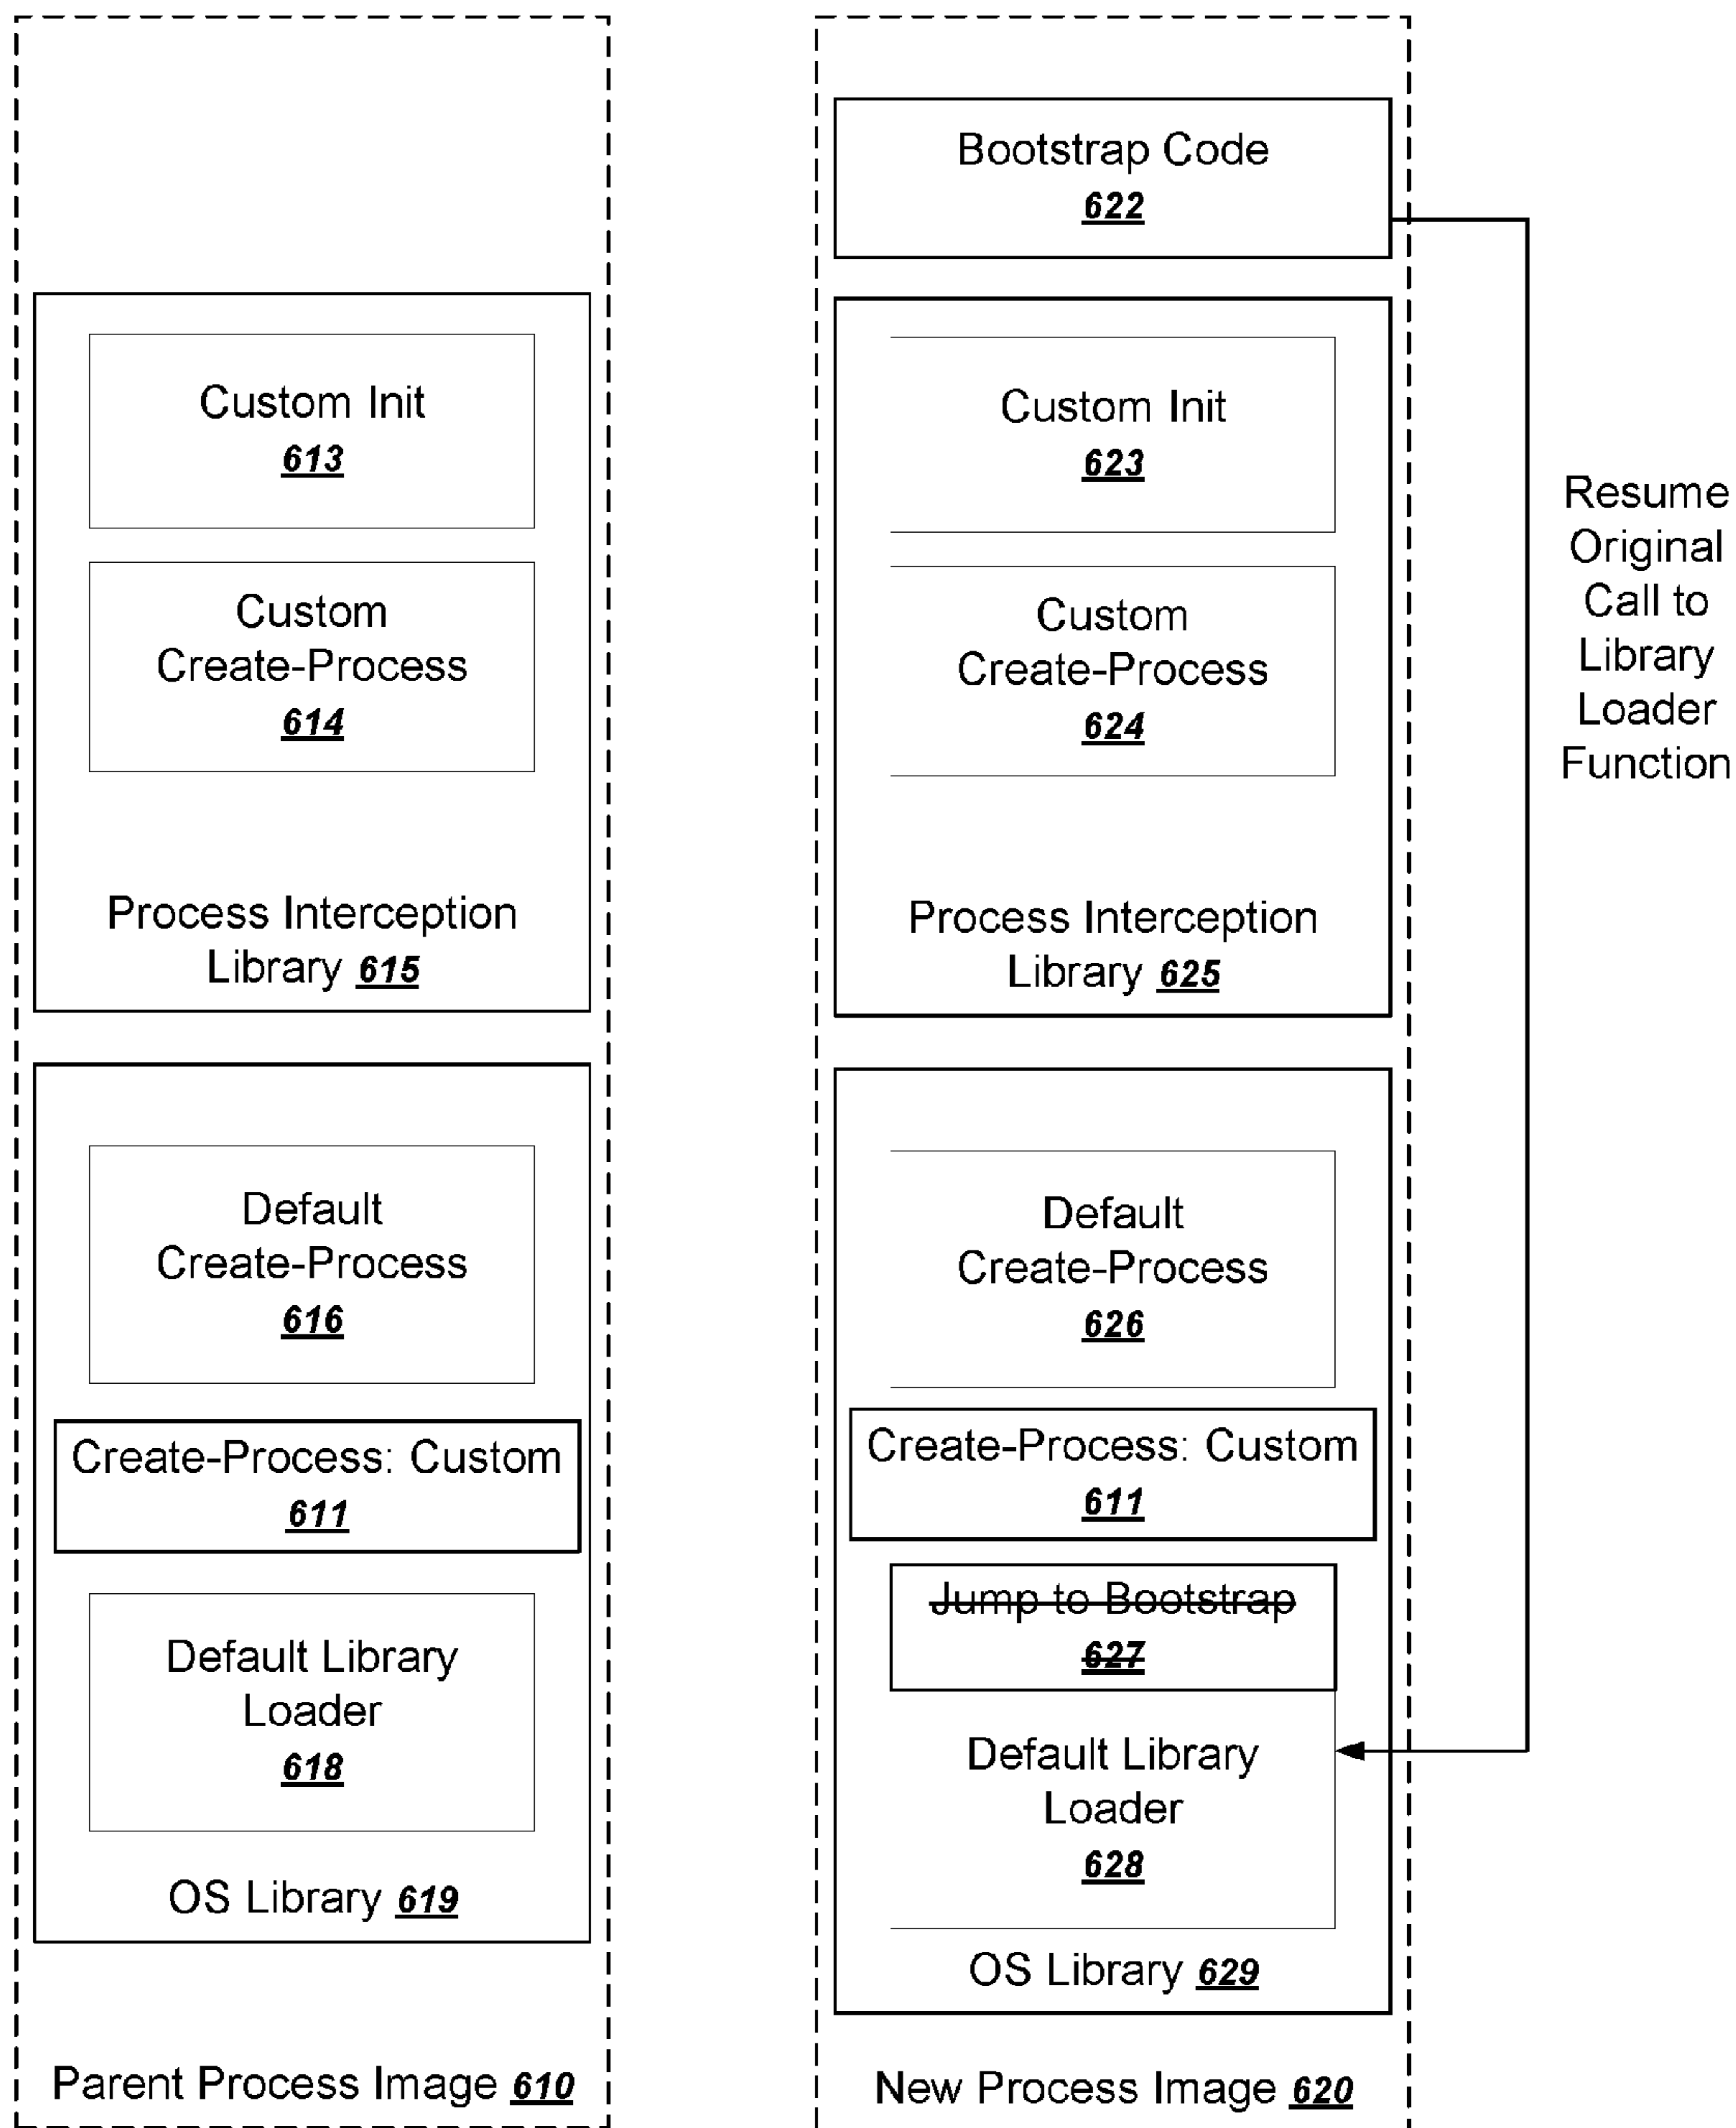 Custom Init
613
Custom
Create-Process
614
Process Interception
Library 615
Default
Create-Process
616
Create-Process: Custom
611
Default Library
Loader
618
OS Library 619
Parent Process Image 610
Bootstrap Code
622
Custom Init
623
Custom
Create-Process
624
Process Interception
Library 625
Default
Create-Process
626
Create-Process: Custom
611
Jump to Bootstrap
627
Default Library
Loader
628
OS Library 629
New Process Image 620
Resume
Original
Call to
Library
Loader
Function